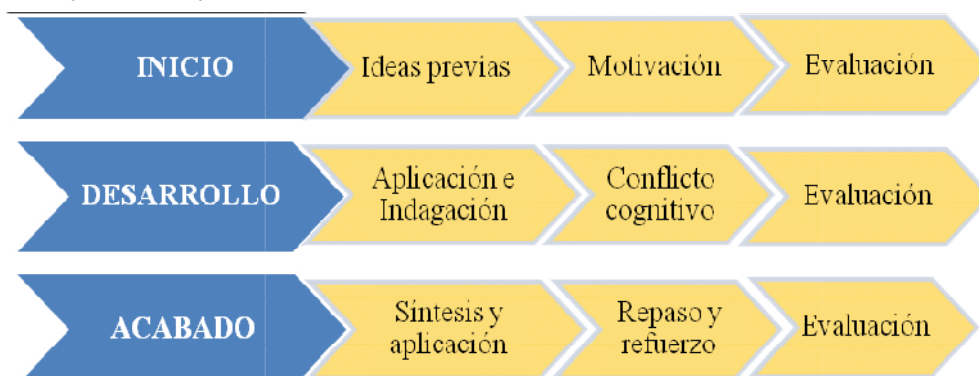 INICIO
Ideas previas
Motivación
Evaluación
DESARROLLO
Aplicación e
Indagación
Conflicto
cognitivo
Evaluación
ACABADO
Síntesis y
aplicación
Repaso y
refuerzo
Evaluación